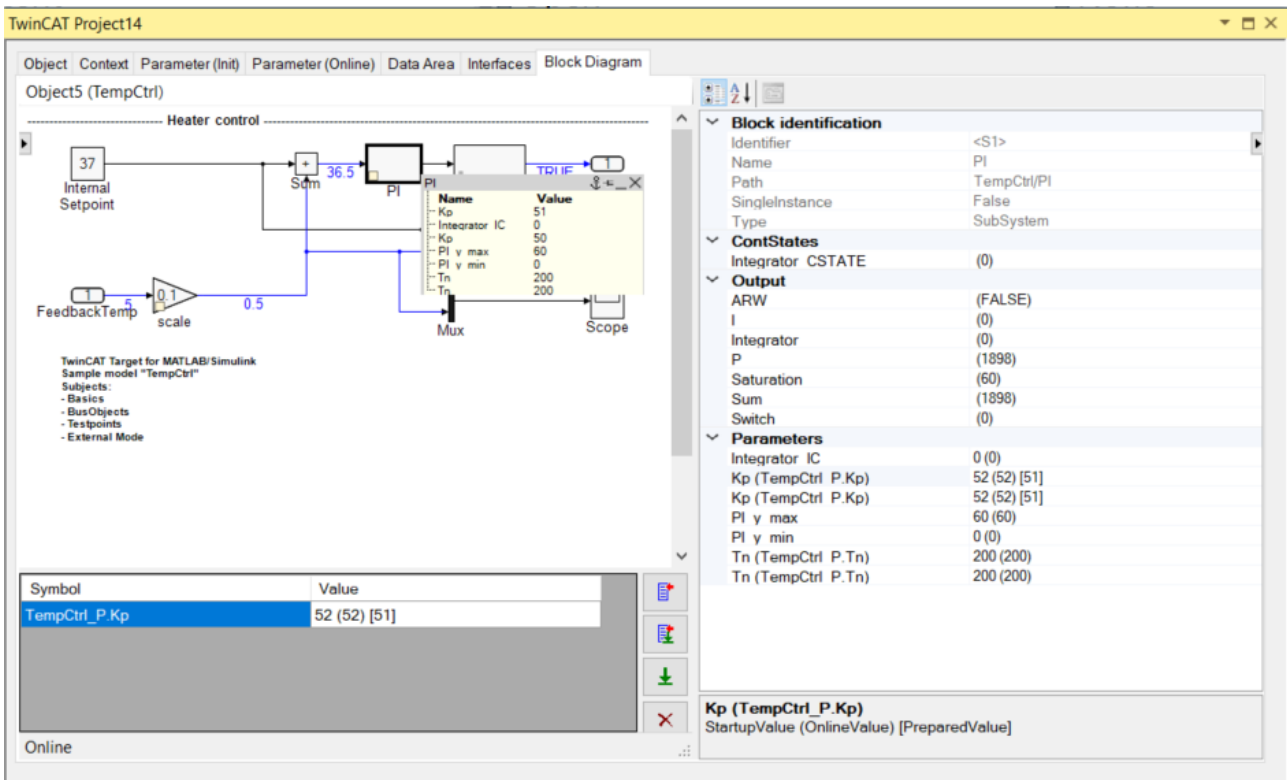 TwinCAT Project14
Object Context Parameter (Init) Parameter (Online) Data Area Interfaces Block Diagram
Object5 (TempCtrl)
Heater control
37
Internal
Setpoint
+
Sum
36.5
PI
TRUE
1
PI
Name Value
Kp 51
Integrator IC 0
Kp 50
PI y max 60
PI y min 0
Tn 200
Tn 200
1
FeedbackTemp
5
0.1
scale
0.5
Mux
Scope
TwinCAT Target for MATLAB/Simulink
Sample model "TempCtrl"
Subjects:
- Basics
- BusObjects
- Testpoints
- External Mode
Symbol Value
TempCtrl_P.Kp 52 (52) [51]
Online
Block identification
Identifier <S1>
Name PI
Path TempCtrl/PI
SingleInstance False
Type SubSystem
ContStates
Integrator CSTATE (0)
Output
ARW (FALSE)
I (0)
Integrator (0)
P (1898)
Saturation (60)
Sum (1898)
Switch (0)
Parameters
Integrator IC 0 (0)
Kp (TempCtrl P.Kp) 52 (52) [51]
Kp (TempCtrl P.Kp) 52 (52) [51]
PI y max 60 (60)
PI y min 0 (0)
Tn (TempCtrl P.Tn) 200 (200)
Tn (TempCtrl P.Tn) 200 (200)
Kp (TempCtrl_P.Kp)
StartupValue (OnlineValue) [PreparedValue]